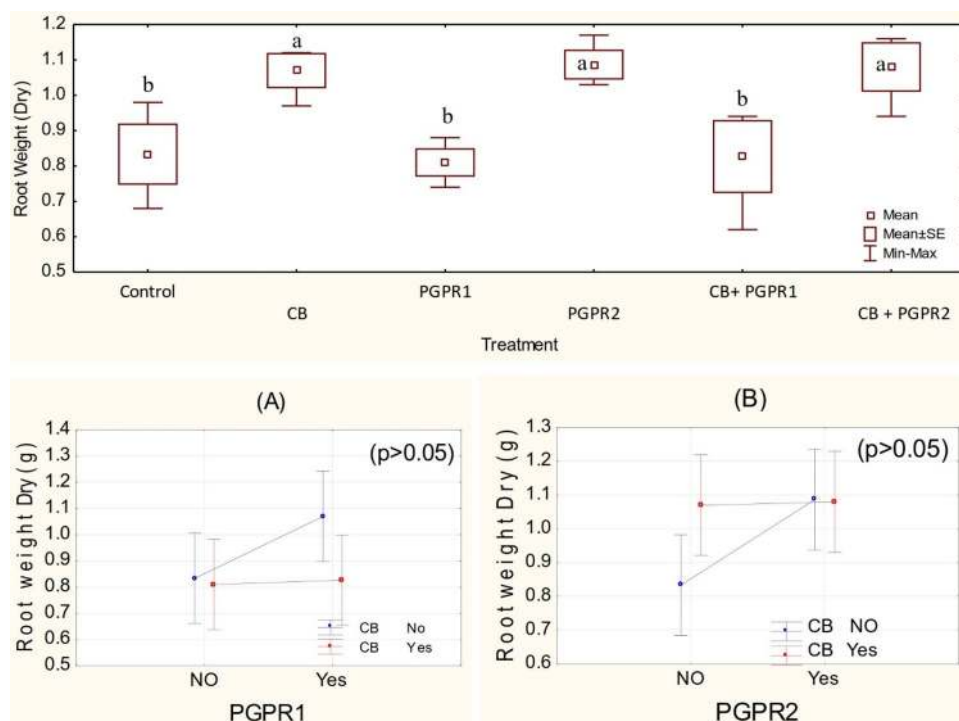 1.2
1.1
1.0
0.9
0.8
0.7
0.6
0.5
Root Weight (Dry)
b
a
b
a
b
a
Mean
Mean±SE
Min-Max
Control
PGPR1
CB+ PGPR1
CB
PGPR2
CB + PGPR2
Treatment
(A)
(p>0.05)
1.4
1.3
1.2
1.1
1.0
0.9
0.8
0.7
0.6
0.5
Root weight Dry (g)
CB No
CB Yes
NO Yes
PGPR1
(B)
(p>0.05)
1.3
1.2
1.1
1.0
0.9
0.8
0.7
0.6
Root weight Dry (g)
CB NO
CB Yes
NO Yes
PGPR2